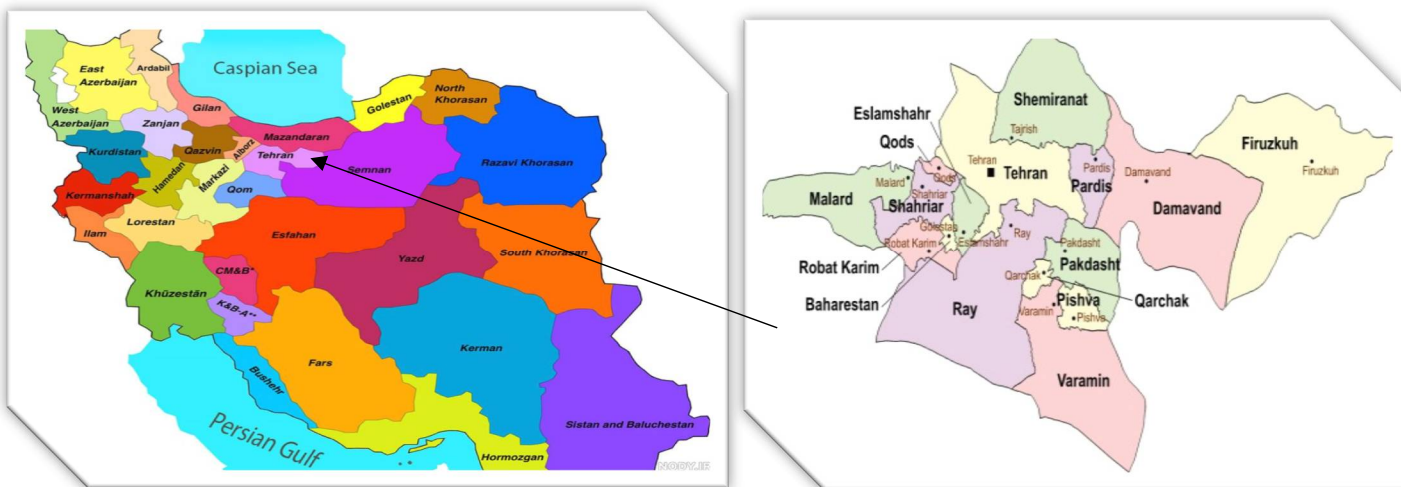 Caspian Sea
East
Azerbaijan
Ardabil
West
Azerbaijan
Gilan
Zanjan
Golestan
North
Khorasan
Mazandaran
Kurdistan
Qazvin
Alborz
Tehran
Semnan
Razavi Khorasan
Hamedan
Markazi
Qom
Kermanshah
Lorestan
Ilam
Esfahan
Yazd
South Khorasan
CM&B*
Khūzestān
K&B-A**
Kerman
Fars
Bushehr
Persian Gulf
Sistan and Baluchestan
Hormozgan
NOOV.IR
Shemiranat
Tajrish
Eslamshahr
Qods
Qods
Tehran
Tehran
Pardis
Pardis
Firuzkuh
Firuzkuh
Damavand
Damavand
Malard
Malard
Shahriar
Shahriar
Golestan
Robat Karim
Eslamshahr
Ray
Pakdasht
Pakdasht
Robat Karim
Qarchak
Qarchak
Baharestan
Ray
Pishva
Varamin
Pishva
Varamin